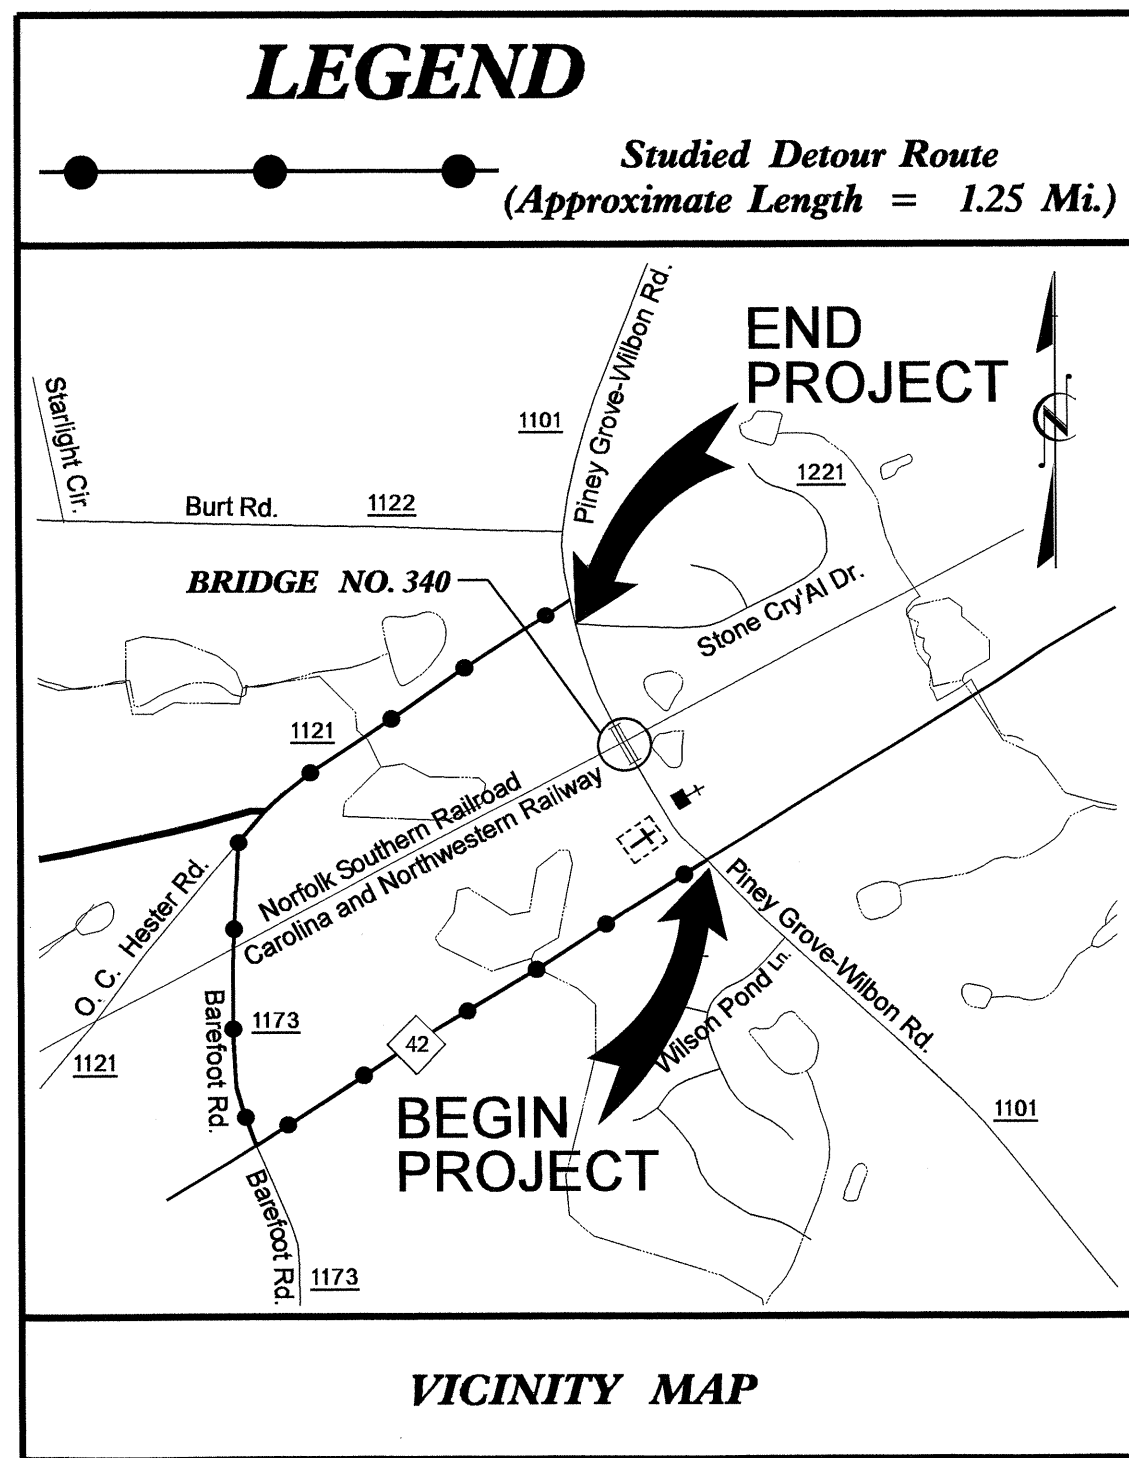 LEGEND
Studied Detour Route
(Approximate Length = 1.25 Mi.)
Piney Grove-Wilbon Rd.
END
PROJECT
N
Starlight Cir.
1101
1221
Burt Rd.
1122
BRIDGE NO. 340
Stone Cry'Al Dr.
1121
Norfolk Southern Railroad
Carolina and Northwestern Railway
O. C. Hester Rd.
Piney Grove-Wilbon Rd.
Wilson Pond Ln.
Barefoot Rd.
1173
42
1121
BEGIN
PROJECT
1101
Barefoot Rd.
1173
VICINITY MAP